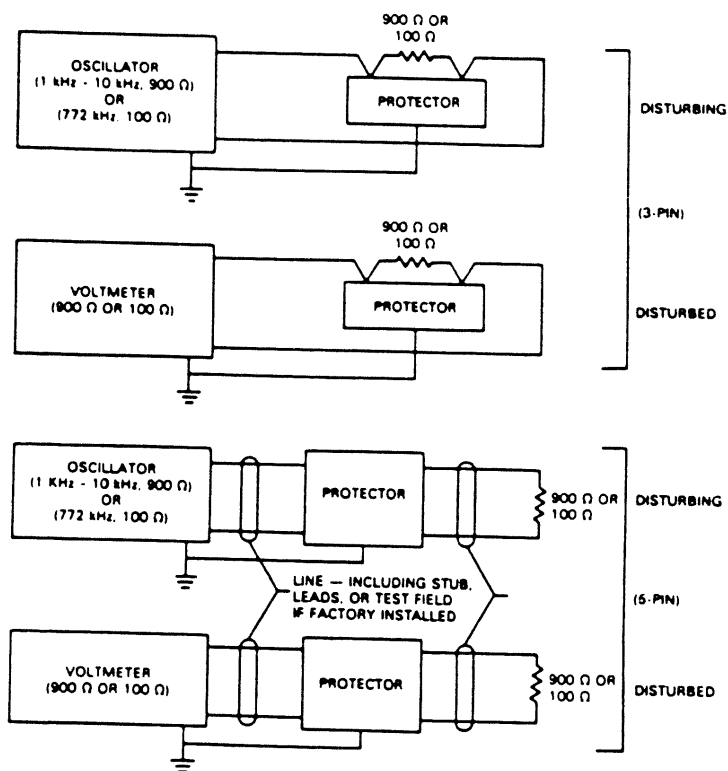 900 Ω OR
100 Ω
OSCILLATOR
(1 kHz - 10 kHz, 900 Ω)
OR
(772 kHz, 100 Ω)
PROTECTOR
DISTURBING
(3-PIN)
900 Ω OR
100 Ω
VOLTMETER
(900 Ω OR 100 Ω)
PROTECTOR
DISTURBED
OSCILLATOR
(1 KHz - 10 kHz, 900 Ω)
OR
(772 kHz, 100 Ω)
PROTECTOR
900 Ω OR
100 Ω
DISTURBING
LINE — INCLUDING STUB,
LEADS, OR TEST FIELD
IF FACTORY INSTALLED
(5-PIN)
VOLTMETER
(900 Ω OR 100 Ω)
PROTECTOR
900 Ω OR
100 Ω
DISTURBED